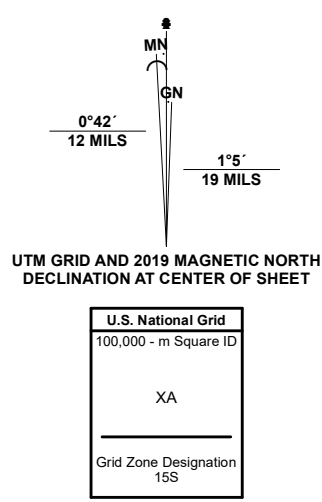 MN
GN
0°42´
12 MILS
1°5´
19 MILS
UTM GRID AND 2019 MAGNETIC NORTH
DECLINATION AT CENTER OF SHEET
U.S. National Grid
100,000 - m Square ID
XA
Grid Zone Designation
15S